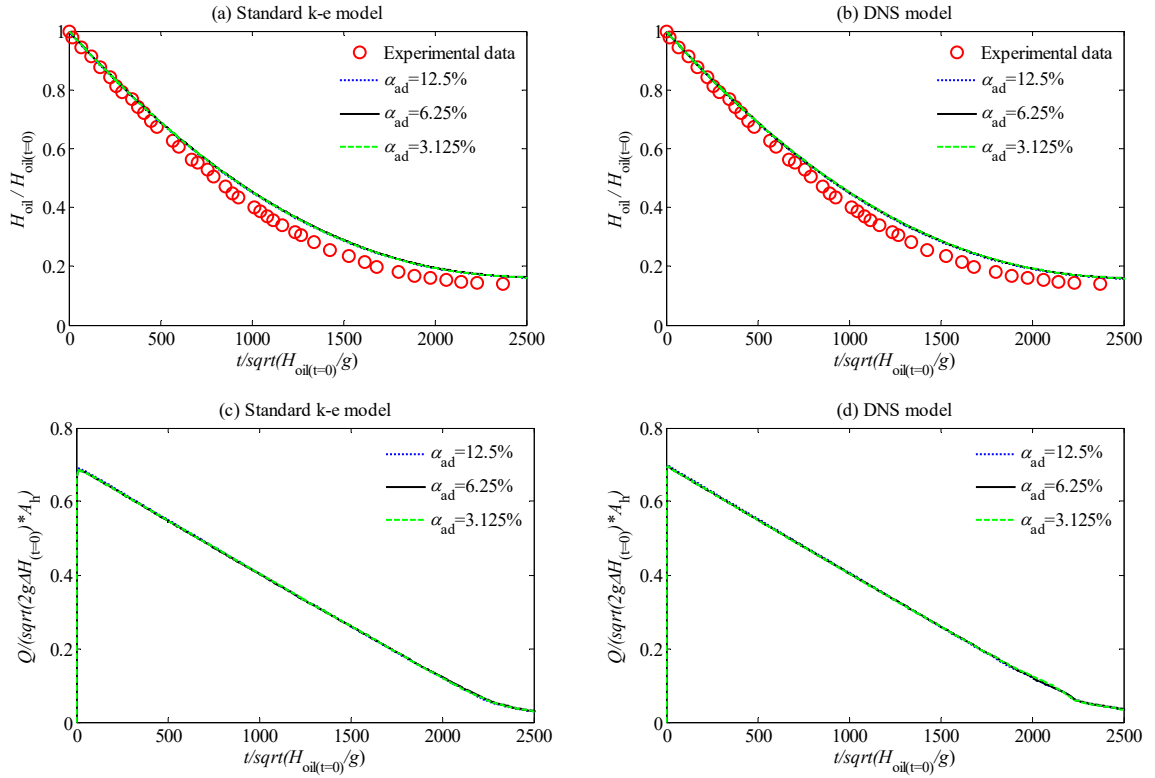 (a) Standard k-e model
1
0.8
0.6
0.4
0.2
0
H_oil / H_oil(t=0)
Experimental data
α_ad=12.5%
α_ad=6.25%
α_ad=3.125%
0 500 1000 1500 2000 2500
t/sqrt(H_oil(t=0)/g)
(b) DNS model
1
0.8
0.6
0.4
0.2
0
H_oil / H_oil(t=0)
Experimental data
α_ad=12.5%
α_ad=6.25%
α_ad=3.125%
0 500 1000 1500 2000 2500
t/sqrt(H_oil(t=0)/g)
(c) Standard k-e model
0.8
0.6
0.4
0.2
0
Q/(sqrt(2gΔH_(t=0))*A_h)
α_ad=12.5%
α_ad=6.25%
α_ad=3.125%
0 500 1000 1500 2000 2500
t/sqrt(H_oil(t=0)/g)
(d) DNS model
0.8
0.6
0.4
0.2
0
Q/(sqrt(2gΔH_(t=0))*A_h)
α_ad=12.5%
α_ad=6.25%
α_ad=3.125%
0 500 1000 1500 2000 2500
t/sqrt(H_oil(t=0)/g)